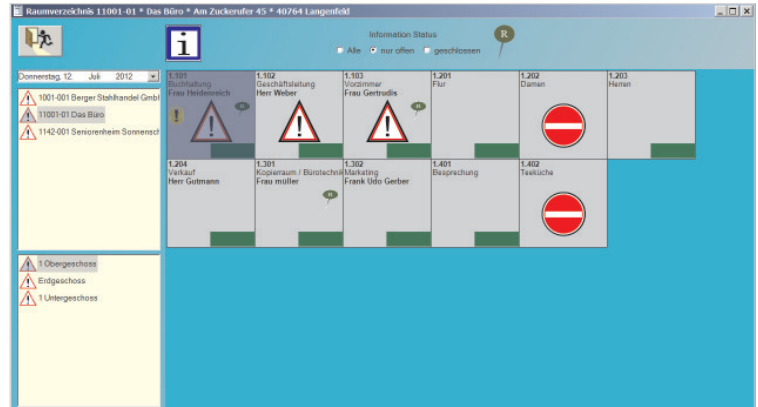 Raumverzeichnis 11001-01 * Das Büro * Am Zuckerufer 45 * 40764 Langenfeld
i
Information Status
Alle nur offen geschlossen
R
Donnerstag, 12. Juli 2012
1001-001 Berger Stahlhandel Gmbl
11001-01 Das Büro
1142-001 Seniorenheim Sonnensch
1 Obergeschoss
Erdgeschoss
1 Untergeschoss
1.101
Buchhaltung
Frau Heidenreich
R
1.102
Geschäftsleitung
Herr Weber
1.103
Vorzimmer
Frau Gertrudis
R
1.201
Flur
1.202
Damen
1.203
Herren
1.204
Verkauf
Herr Gutmann
1.301
Kopierraum / Bürotechnik
Frau müller
R
1.302
Marketing
Frank Udo Gerber
1.401
Besprechung
1.402
Teeküche